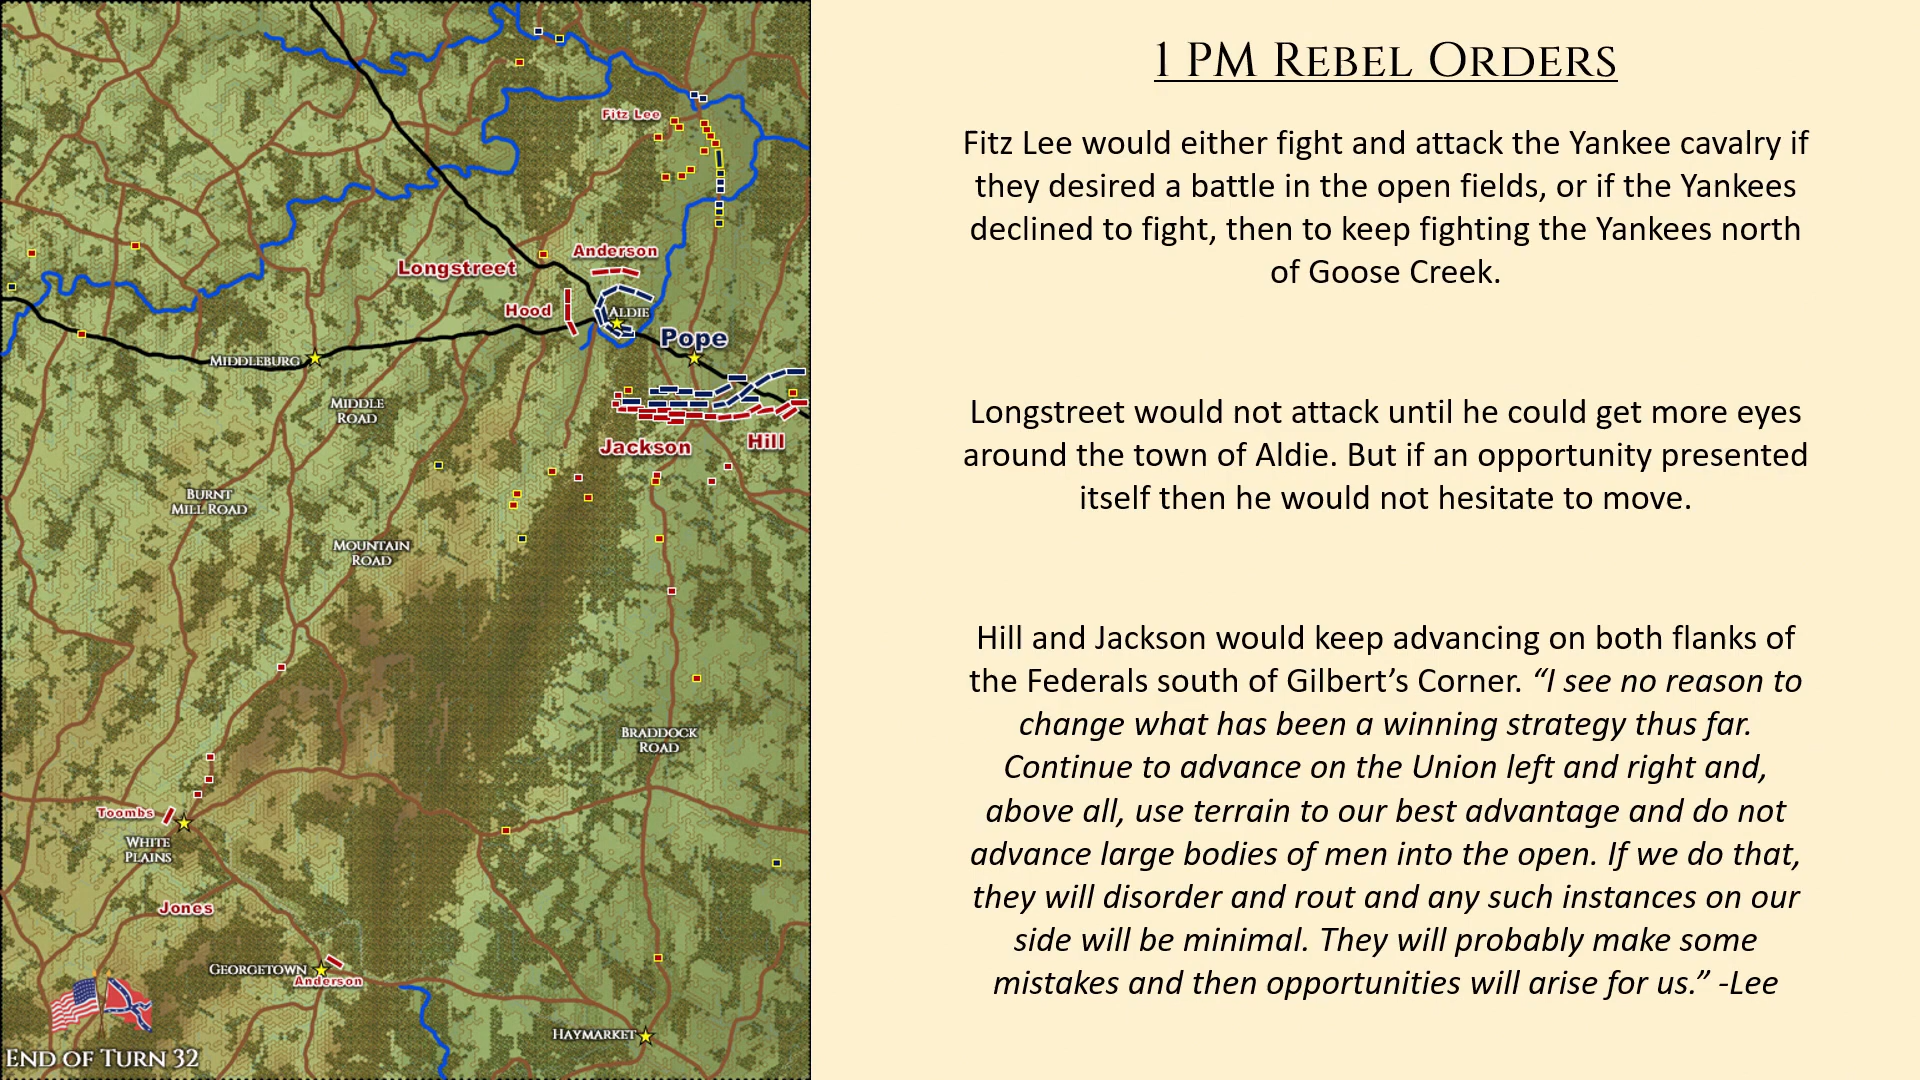 1 PM Rebel Orders
Fitz Lee would either fight and attack the Yankee cavalry if
they desired a battle in the open fields, or if the Yankees
declined to fight, then to keep fighting the Yankees north
of Goose Creek.
Longstreet would not attack until he could get more eyes
around the town of Aldie. But if an opportunity presented
itself then he would not hesitate to move.
Hill and Jackson would keep advancing on both flanks of
the Federals south of Gilbert’s Corner. “I see no reason to
change what has been a winning strategy thus far.
Continue to advance on the Union left and right and,
above all, use terrain to our best advantage and do not
advance large bodies of men into the open. If we do that,
they will disorder and rout and any such instances on our
side will be minimal. They will probably make some
mistakes and then opportunities will arise for us.” -Lee
Fitz Lee
Anderson
Longstreet
Hood
Aldie
Pope
Middleburg
Middle
Road
Jackson
Hill
Burnt
Mill Road
Mountain
Road
Braddock
Road
Toombs
White
Plains
Jones
Georgetown
Anderson
Haymarket
End of Turn 32